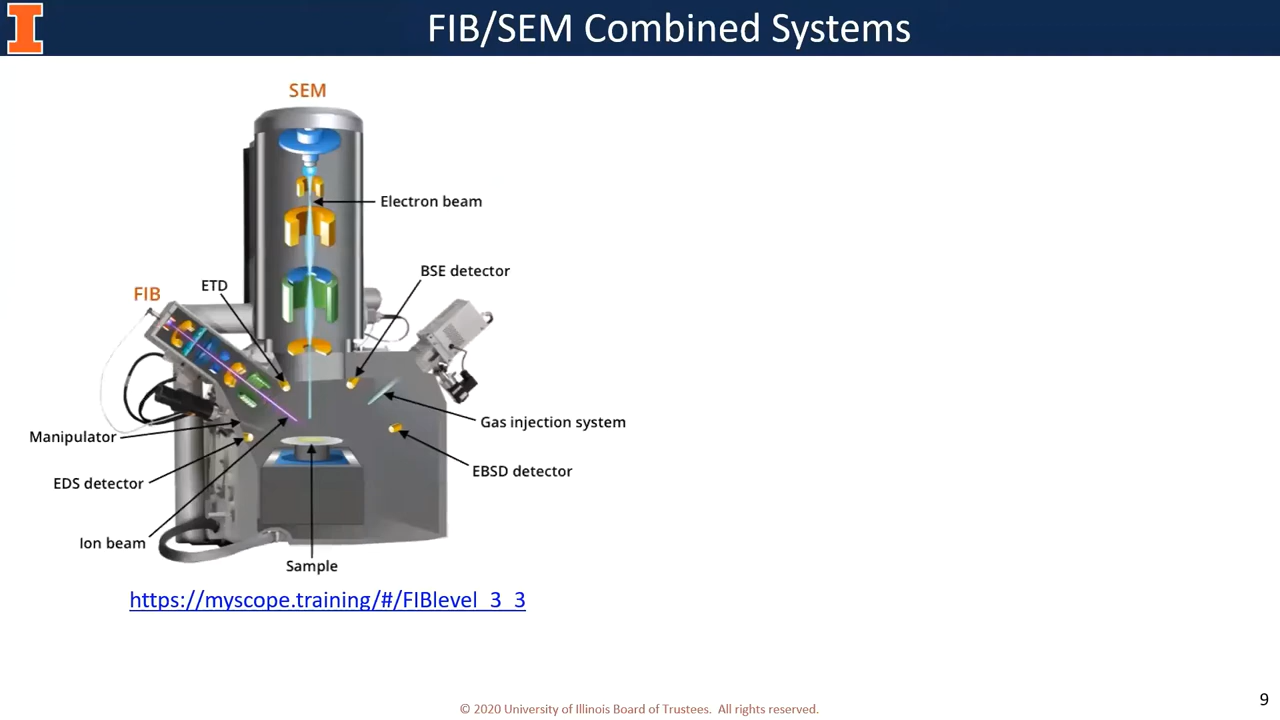 FIB/SEM Combined Systems
SEM
Electron beam
BSE detector
ETD
FIB
Gas injection system
Manipulator
EBSD detector
EDS detector
Ion beam
Sample
https://myscope.training/#/FIBlevel_3_3
9
© 2020 University of Illinois Board of Trustees.  All rights reserved.